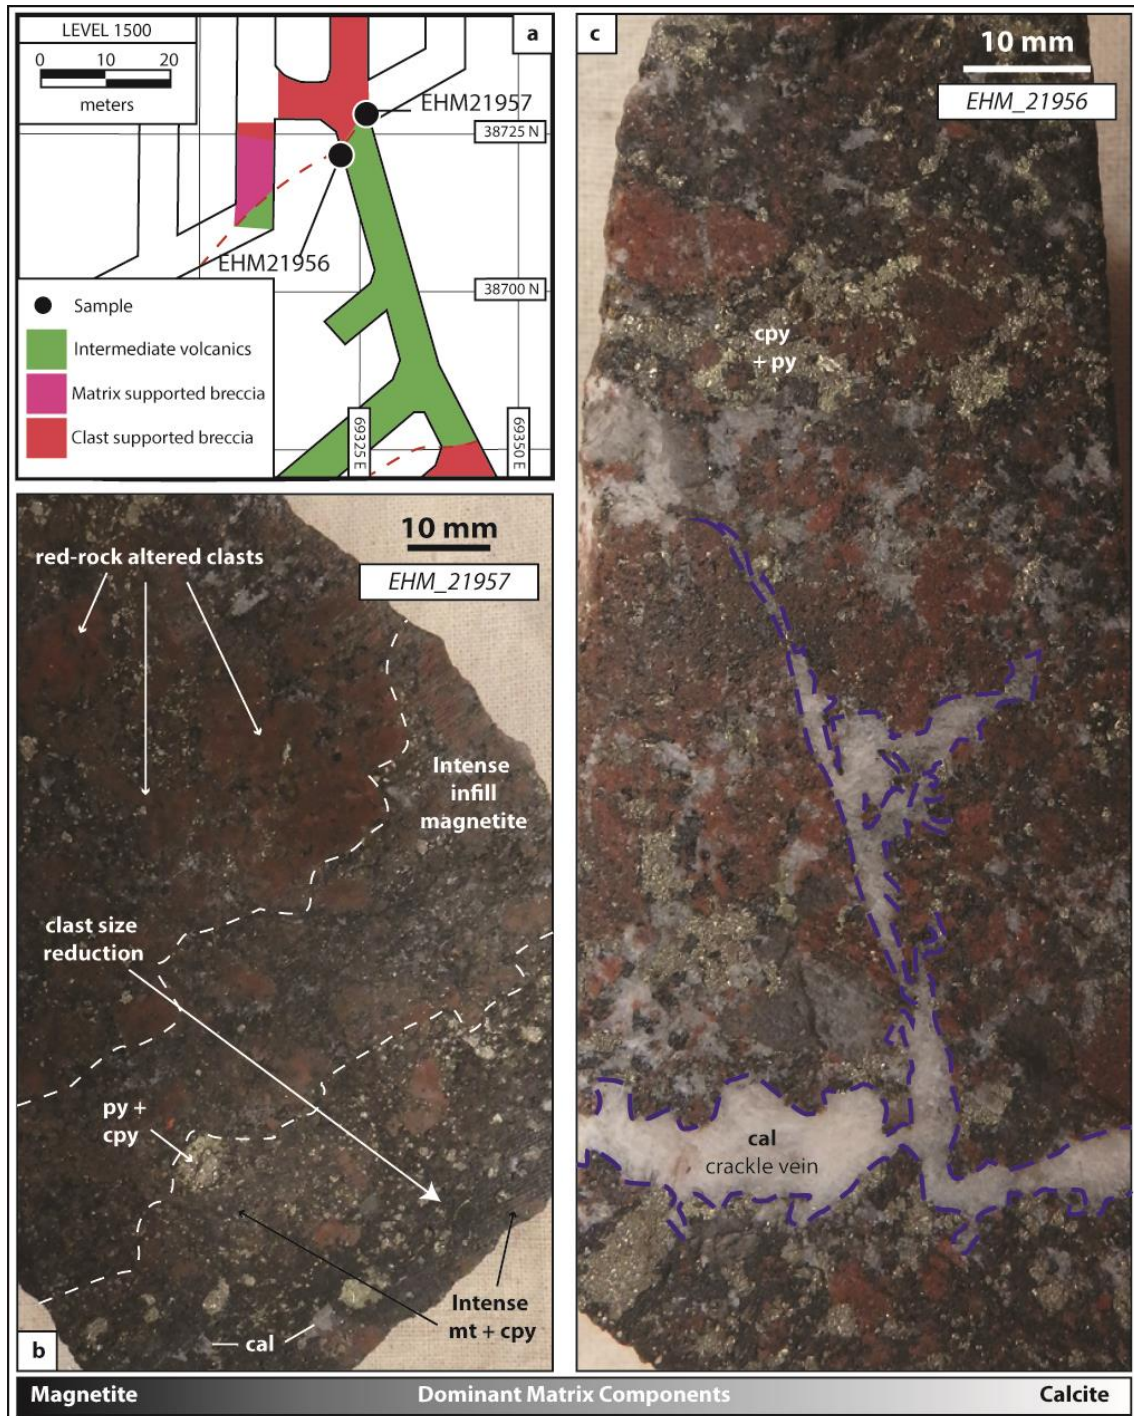 LEVEL 1500
0 10 20
meters
a
EHM21957
38725 N
EHM21956
38700 N
69325 E
69350 E
Sample
Intermediate volcanics
Matrix supported breccia
Clast supported breccia
10 mm
EHM_21957
red-rock altered clasts
Intense
infill
magnetite
clast size
reduction
py +
cpy
Intense
mt + cpy
cal
b
c
10 mm
EHM_21956
cpy
+ py
cal
crackle vein
Magnetite Dominant Matrix Components Calcite